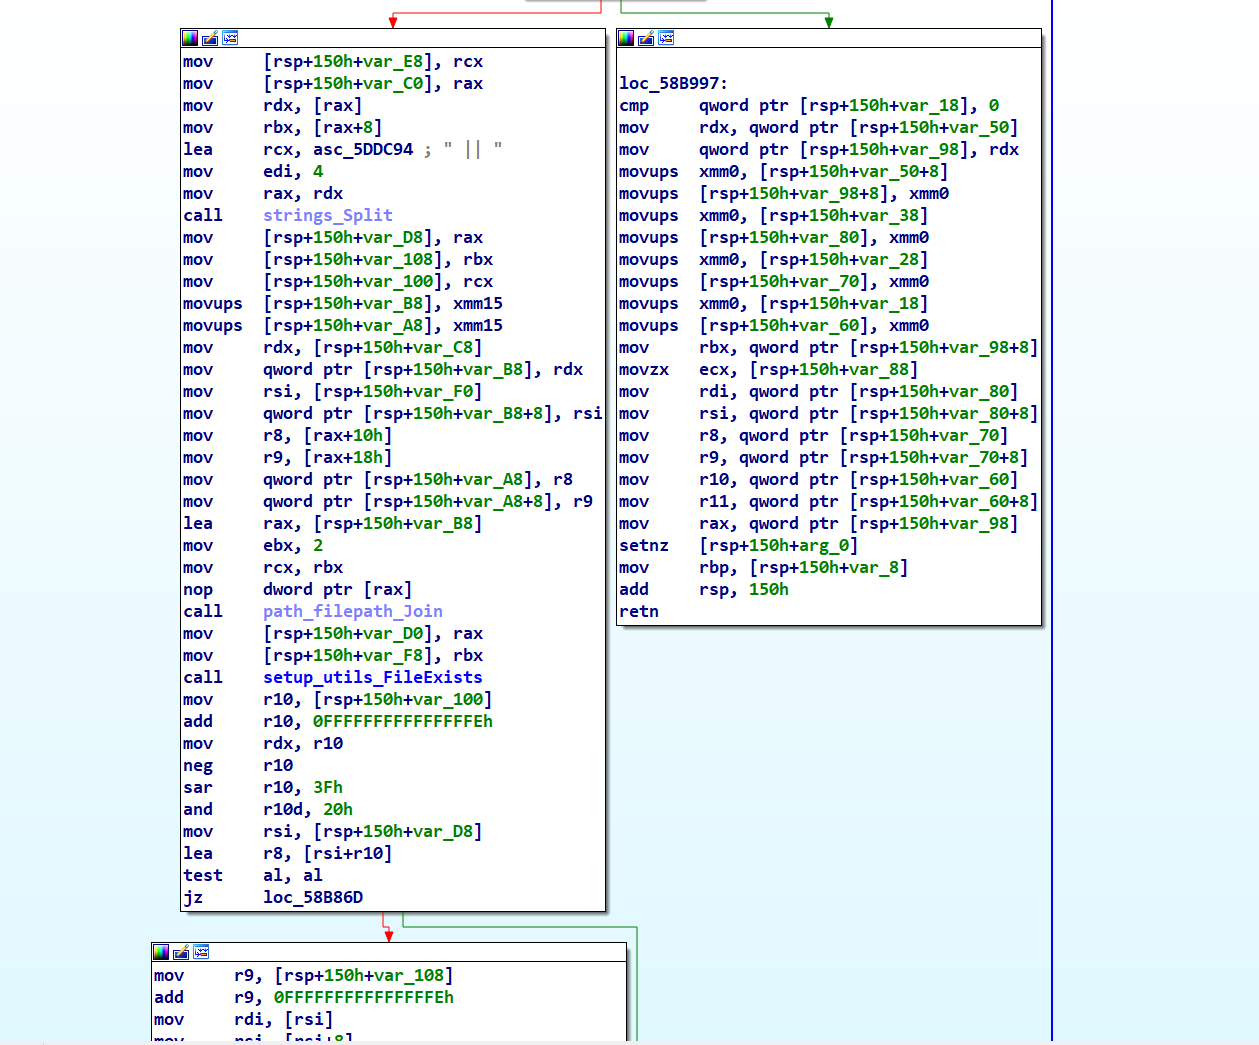 mov     [rsp+150h+var_E8], rcx
mov     [rsp+150h+var_C0], rax
mov     rdx, [rax]
mov     rbx, [rax+8]
lea     rcx, asc_5DDC94 ; " || "
mov     edi, 4
mov     rax, rdx
call    strings_Split
mov     [rsp+150h+var_D8], rax
mov     [rsp+150h+var_108], rbx
mov     [rsp+150h+var_100], rcx
movups  [rsp+150h+var_B8], xmm15
movups  [rsp+150h+var_A8], xmm15
mov     rdx, [rsp+150h+var_C8]
mov     qword ptr [rsp+150h+var_B8], rdx
mov     rsi, [rsp+150h+var_F0]
mov     qword ptr [rsp+150h+var_B8+8], rsi
mov     r8, [rax+10h]
mov     r9, [rax+18h]
mov     qword ptr [rsp+150h+var_A8], r8
mov     qword ptr [rsp+150h+var_A8+8], r9
lea     rax, [rsp+150h+var_B8]
mov     ebx, 2
mov     rcx, rbx
nop     dword ptr [rax]
call    path_filepath_Join
mov     [rsp+150h+var_D0], rax
mov     [rsp+150h+var_F8], rbx
call    setup_utils_FileExists
mov     r10, [rsp+150h+var_100]
add     r10, 0FFFFFFFFFFFFFFFEh
mov     rdx, r10
neg     r10
sar     r10, 3Fh
and     r10d, 20h
mov     rsi, [rsp+150h+var_D8]
lea     r8, [rsi+r10]
test    al, al
jz      loc_58B86D
loc_58B997:
cmp     qword ptr [rsp+150h+var_18], 0
mov     rdx, qword ptr [rsp+150h+var_50]
mov     qword ptr [rsp+150h+var_98], rdx
movups  xmm0, [rsp+150h+var_50+8]
movups  [rsp+150h+var_98+8], xmm0
movups  xmm0, [rsp+150h+var_38]
movups  [rsp+150h+var_80], xmm0
movups  xmm0, [rsp+150h+var_28]
movups  [rsp+150h+var_70], xmm0
movups  xmm0, [rsp+150h+var_18]
movups  [rsp+150h+var_60], xmm0
mov     rbx, qword ptr [rsp+150h+var_98+8]
movzx   ecx, [rsp+150h+var_88]
mov     rdi, qword ptr [rsp+150h+var_80]
mov     rsi, qword ptr [rsp+150h+var_80+8]
mov     r8, qword ptr [rsp+150h+var_70]
mov     r9, qword ptr [rsp+150h+var_70+8]
mov     r10, qword ptr [rsp+150h+var_60]
mov     r11, qword ptr [rsp+150h+var_60+8]
mov     rax, qword ptr [rsp+150h+var_98]
setnz   [rsp+150h+arg_0]
mov     rbp, [rsp+150h+var_8]
add     rsp, 150h
retn
mov     r9, [rsp+150h+var_108]
add     r9, 0FFFFFFFFFFFFFFFEh
mov     rdi, [rsi]
mov     rsi, [rsi+8]